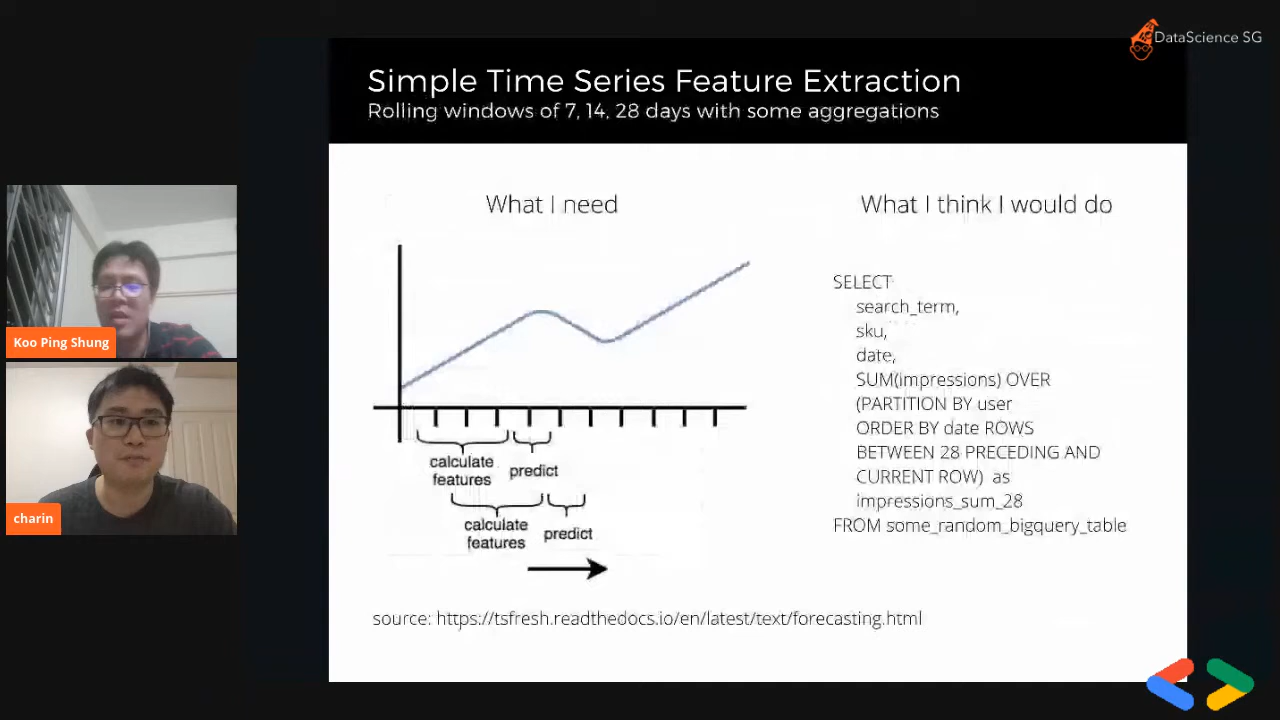 DataScience SG
Simple Time Series Feature Extraction
Rolling windows of 7, 14, 28 days with some aggregations
What I need
calculate
features
predict
calculate
features
predict
What I think I would do
SELECT
search_term,
sku,
date,
SUM(impressions) OVER
(PARTITION BY user
ORDER BY date ROWS
BETWEEN 28 PRECEDING AND
CURRENT ROW) as
impressions_sum_28
FROM some_random_bigquery_table
source: https://tsfresh.readthedocs.io/en/latest/text/forecasting.html
Koo Ping Shung
charin